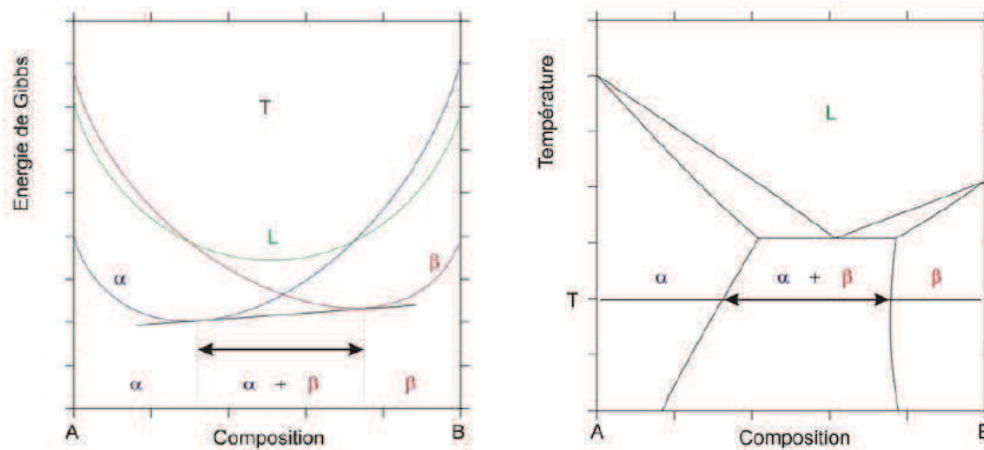 Energie de Gibbs
T
L
α
β
α
α + β
β
A
Composition
B
Température
L
α
α + β
β
T
A
Composition
B